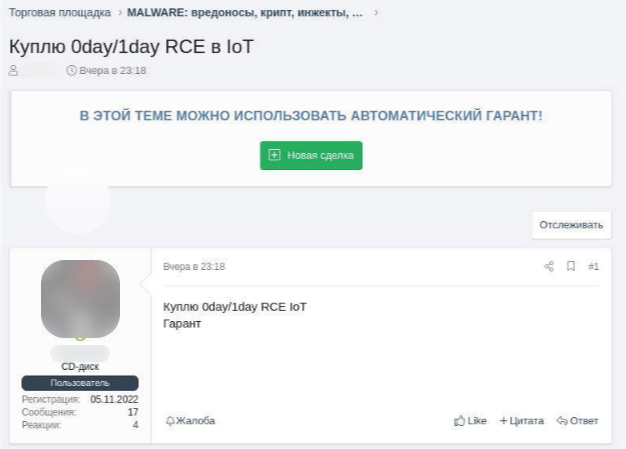 Торговая площадка > MALWARE: вредоносы, крипт, инжекты, ... >
Куплю 0day/1day RCE в IoT
Вчера в 23:18
В ЭТОЙ ТЕМЕ МОЖНО ИСПОЛЬЗОВАТЬ АВТОМАТИЧЕСКИЙ ГАРАНТ!
Новая сделка
Отслеживать
Вчера в 23:18 #1
Куплю 0day/1day RCE IoT
Гарант
CD-диск
Пользователь
Регистрация: 05.11.2022
Сообщения: 17
Реакции: 4
Жалоба Like + Цитата Ответ